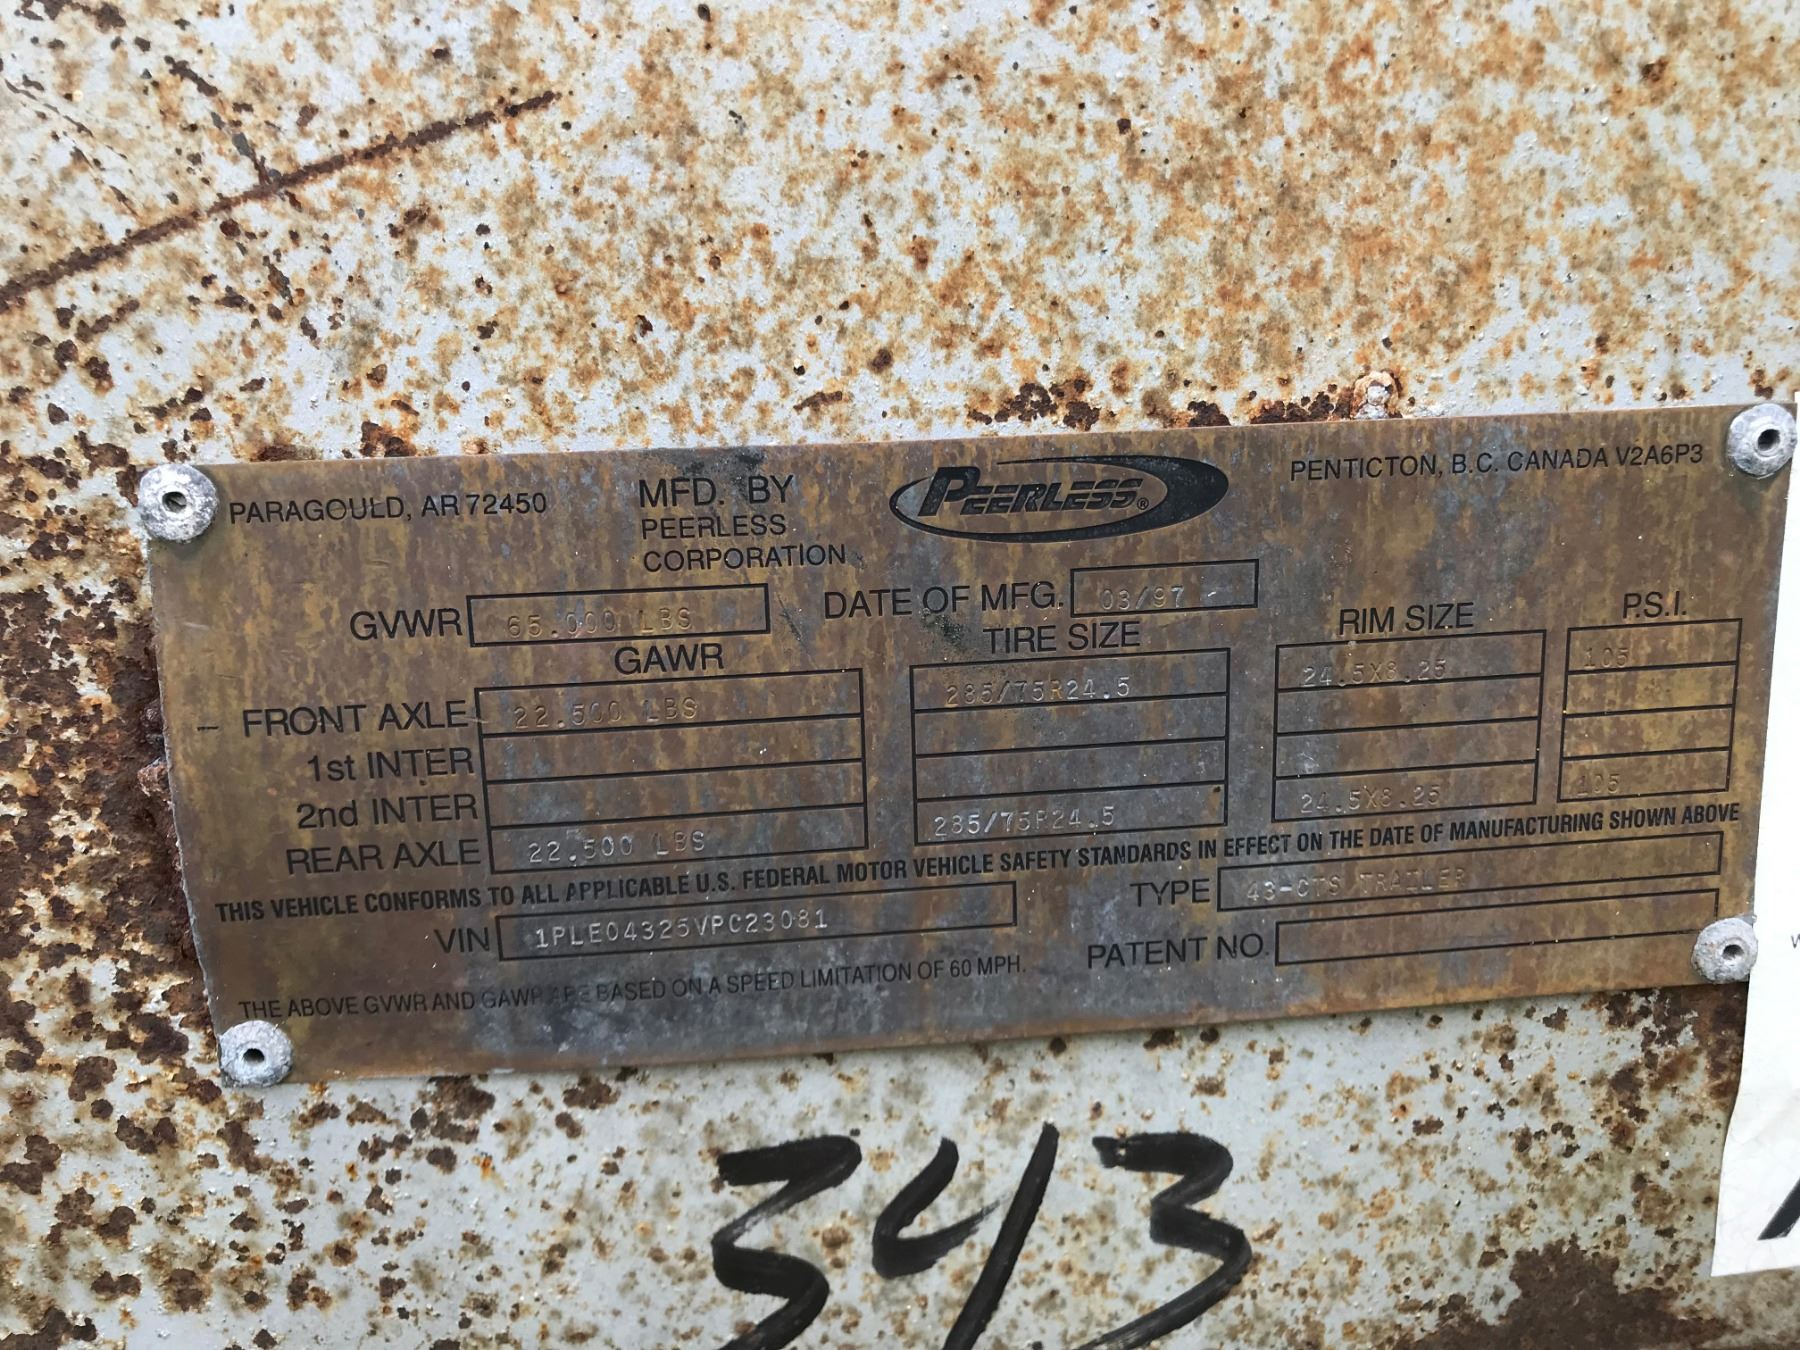 PARAGOULD, AR 72450
MFD. BY
PEERLESS
CORPORATION
PEERLESS®
PENTICTON, B.C. CANADA V2A6P3
GVWR 65.000 LBS
DATE OF MFG. 03/97
GAWR TIRE SIZE RIM SIZE P.S.I.
– FRONT AXLE 22.500 LBS 285/75R24.5 24.5X8.25 105
1st INTER
2nd INTER
REAR AXLE 22.500 LBS 285/75R24.5 24.5X8.25 105
THIS VEHICLE CONFORMS TO ALL APPLICABLE U.S. FEDERAL MOTOR VEHICLE SAFETY STANDARDS IN EFFECT ON THE DATE OF MANUFACTURING SHOWN ABOVE
VIN 1PLE04325VPC23081
TYPE 43-CTS TRAILER
PATENT NO.
THE ABOVE GVWR AND GAWR ARE BASED ON A SPEED LIMITATION OF 60 MPH.
343